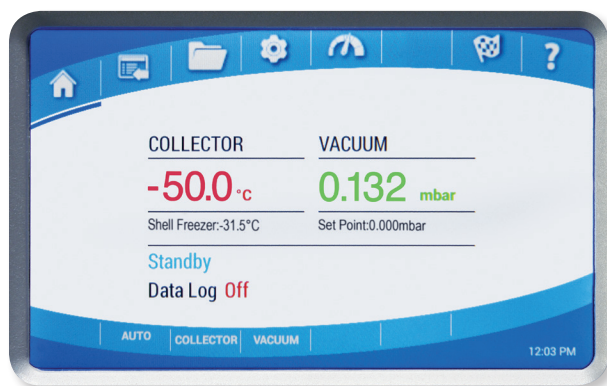 ?
COLLECTOR VACUUM
-50.0 °C 0.132 mbar
Shell Freezer:-31.5°C Set Point:0.000mbar
Standby
Data Log Off
AUTO COLLECTOR VACUUM
12:03 PM